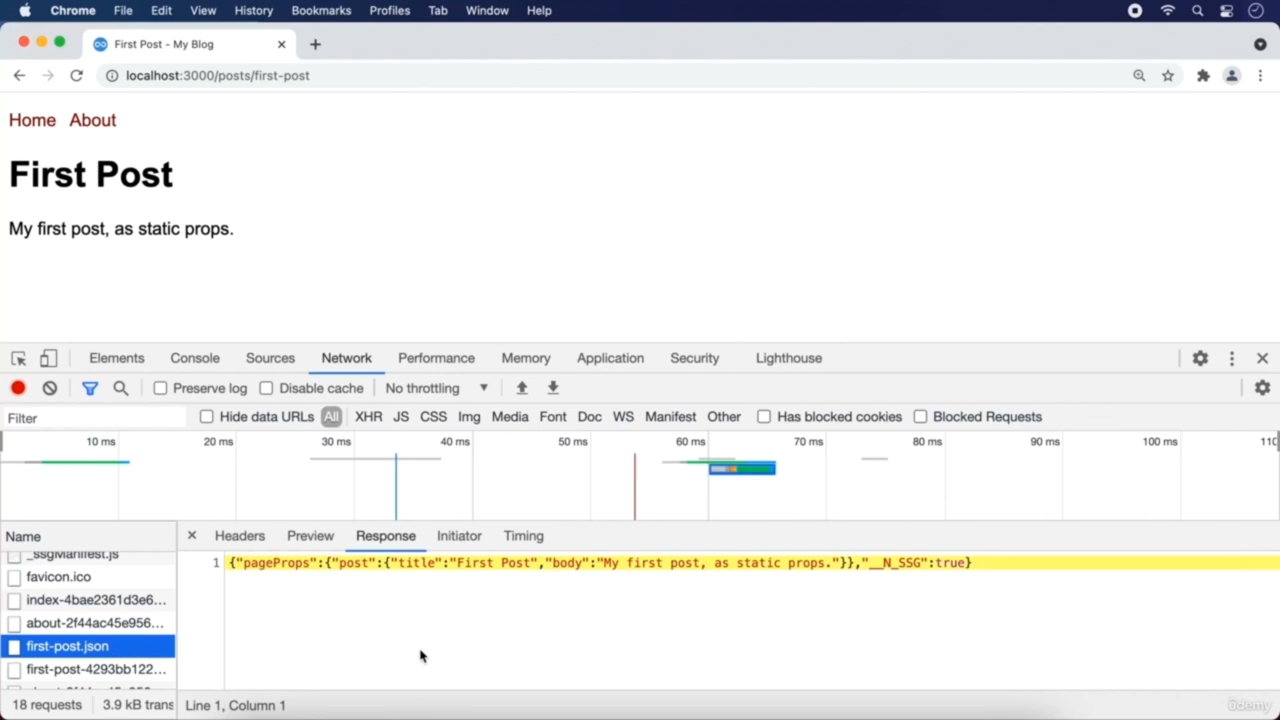 Chrome File Edit View History Bookmarks Profiles Tab Window Help
First Post - My Blog
localhost:3000/posts/first-post
Home About
First Post
My first post, as static props.
Elements Console Sources Network Performance Memory Application Security Lighthouse
Preserve log Disable cache No throttling
Filter Hide data URLs All XHR JS CSS Img Media Font Doc WS Manifest Other Has blocked cookies Blocked Requests
10 ms 20 ms 30 ms 40 ms 50 ms 60 ms 70 ms 80 ms 90 ms 100 ms 110
Name Headers Preview Response Initiator Timing
_ssgManifest.js
1 {"pageProps":{"post":{"title":"First Post","body":"My first post, as static props."}},"__N_SSG":true}
favicon.ico
index-4bae2361d3e6...
about-2f44ac45e956...
first-post.json
first-post-4293bb122...
18 requests 3.9 kB trans Line 1, Column 1
Udemy